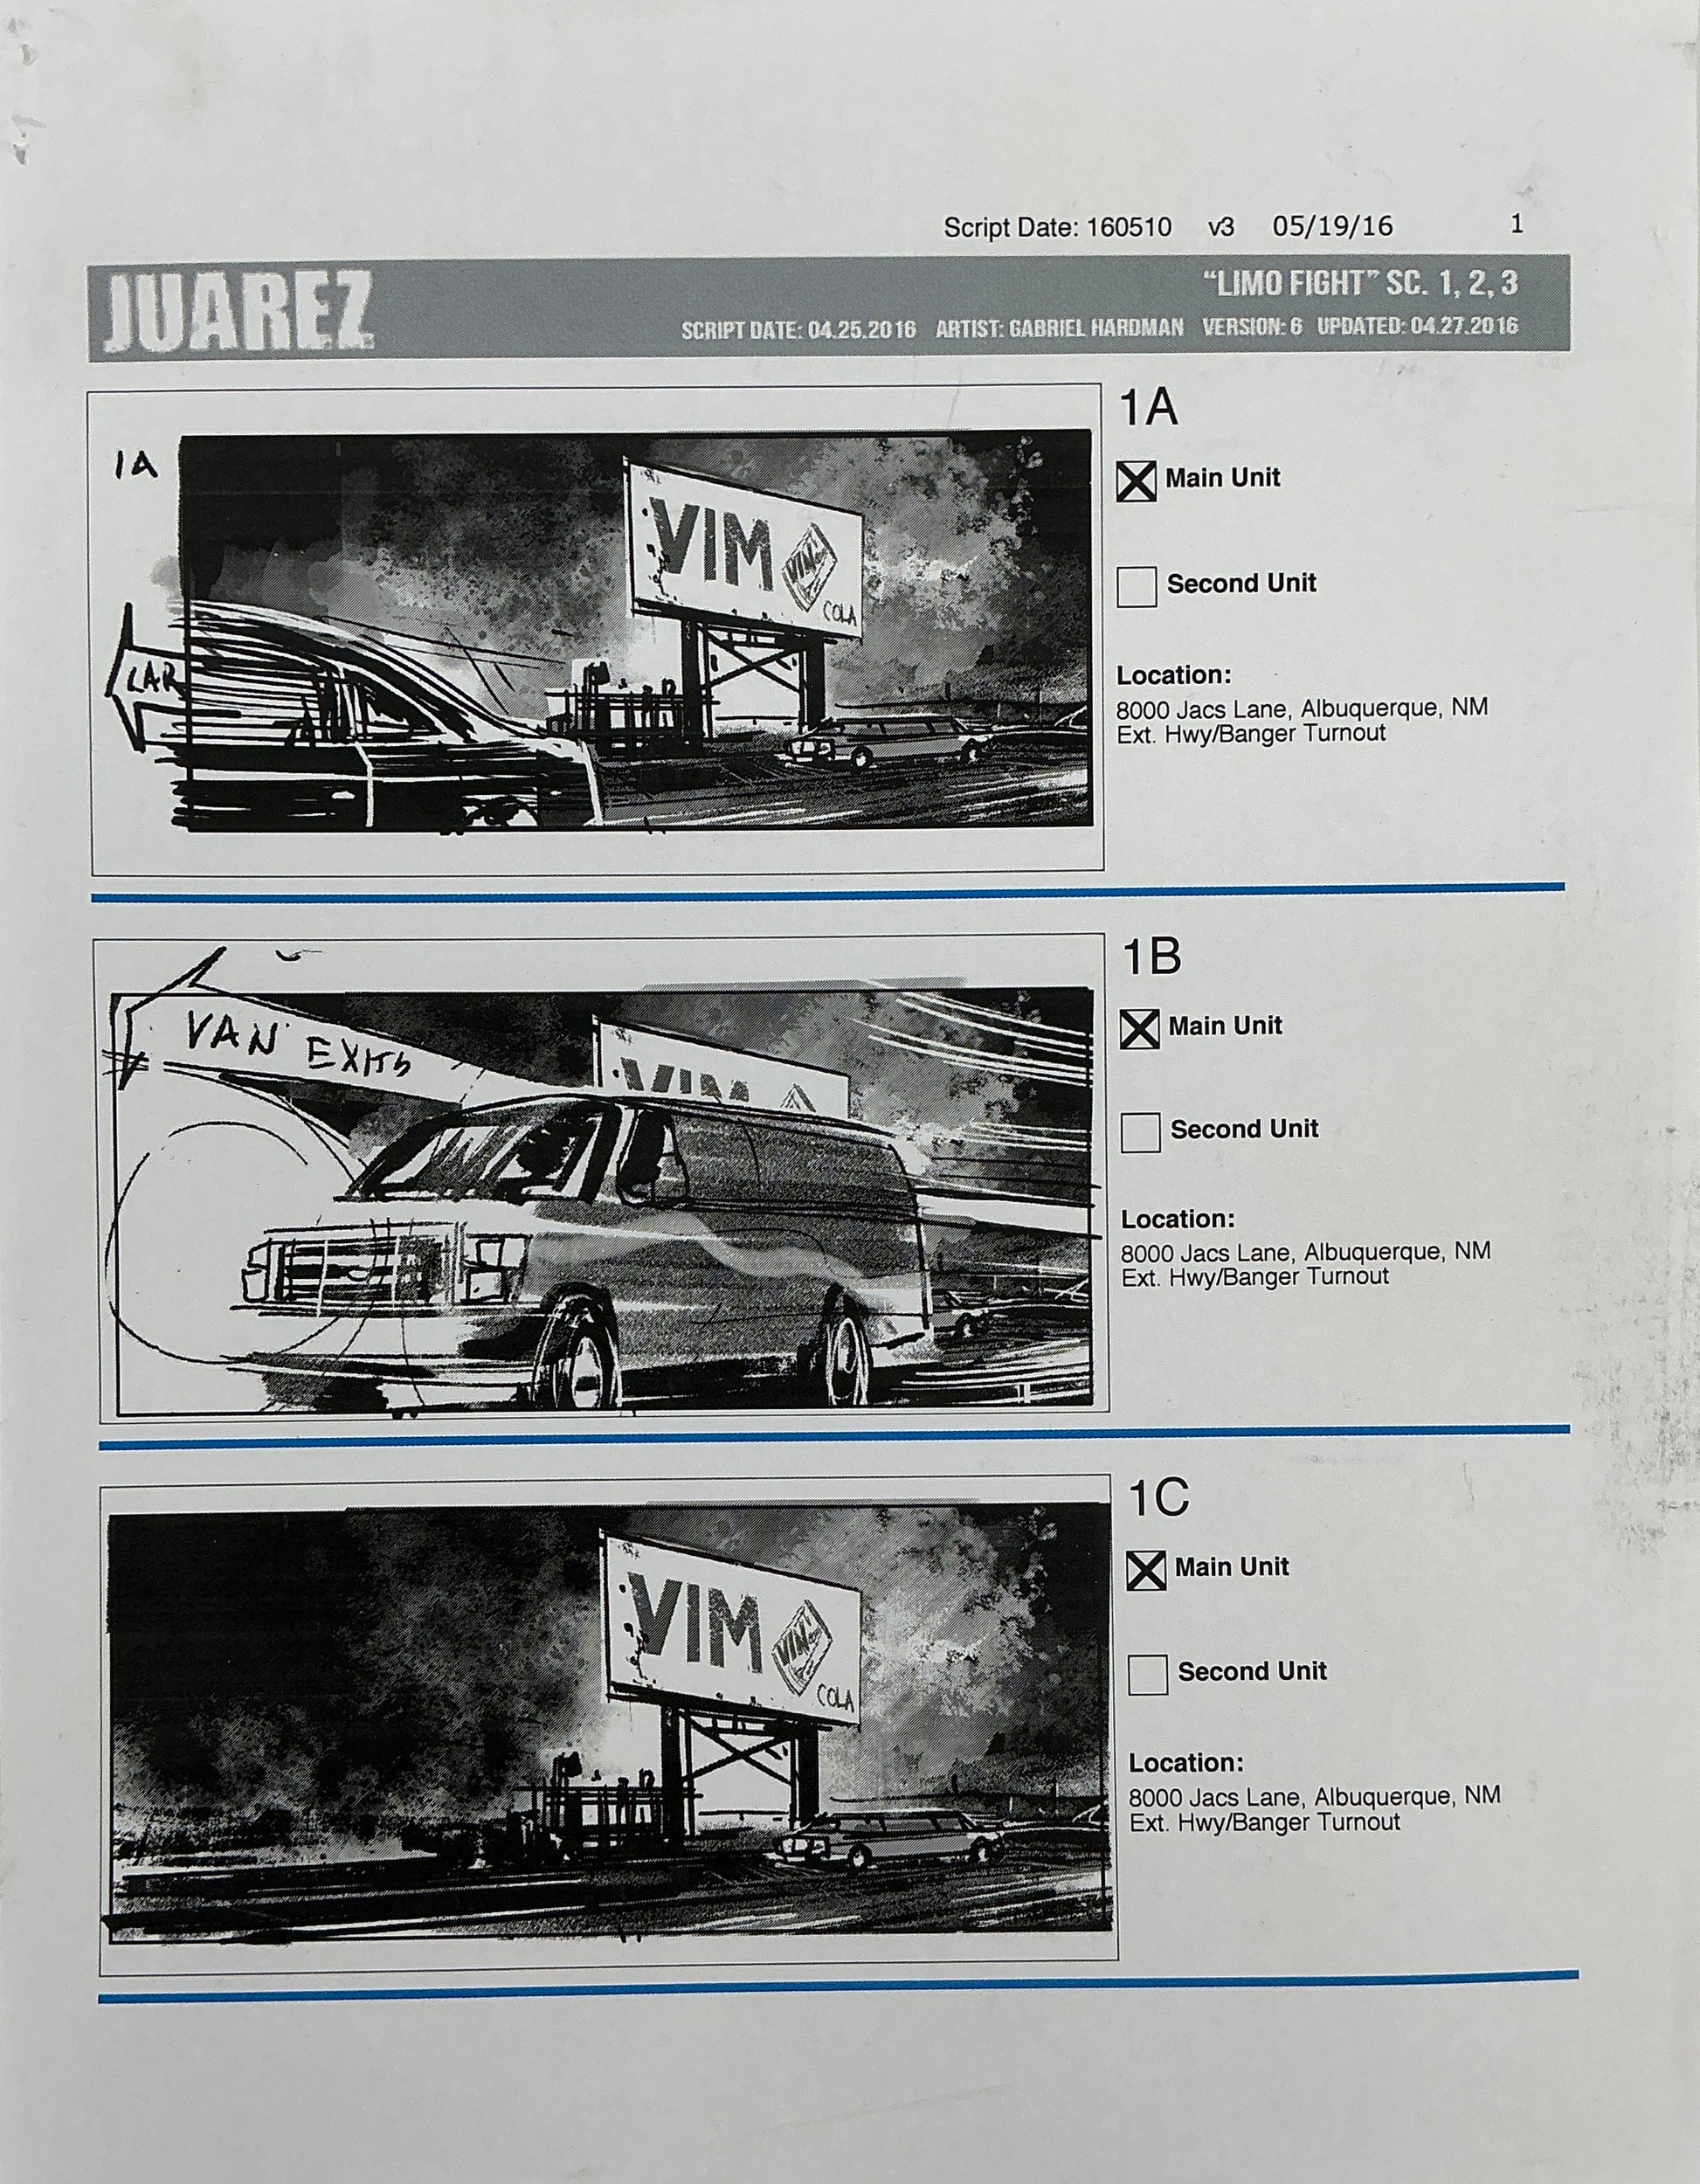 Script Date: 160510 v3 05/19/16 1
JUAREZ
“LIMO FIGHT” SC. 1, 2, 3
SCRIPT DATE: 04.25.2016 ARTIST: GABRIEL HARDMAN VERSION: 6 UPDATED: 04.27.2016
1A
1A
Main Unit
Second Unit
Location:
8000 Jacs Lane, Albuquerque, NM
Ext. Hwy/Banger Turnout
VIM
VIM
COLA
CAR
1B
Main Unit
Second Unit
Location:
8000 Jacs Lane, Albuquerque, NM
Ext. Hwy/Banger Turnout
VAN EXITS
VIM
1C
Main Unit
Second Unit
Location:
8000 Jacs Lane, Albuquerque, NM
Ext. Hwy/Banger Turnout
VIM
VIM
COLA